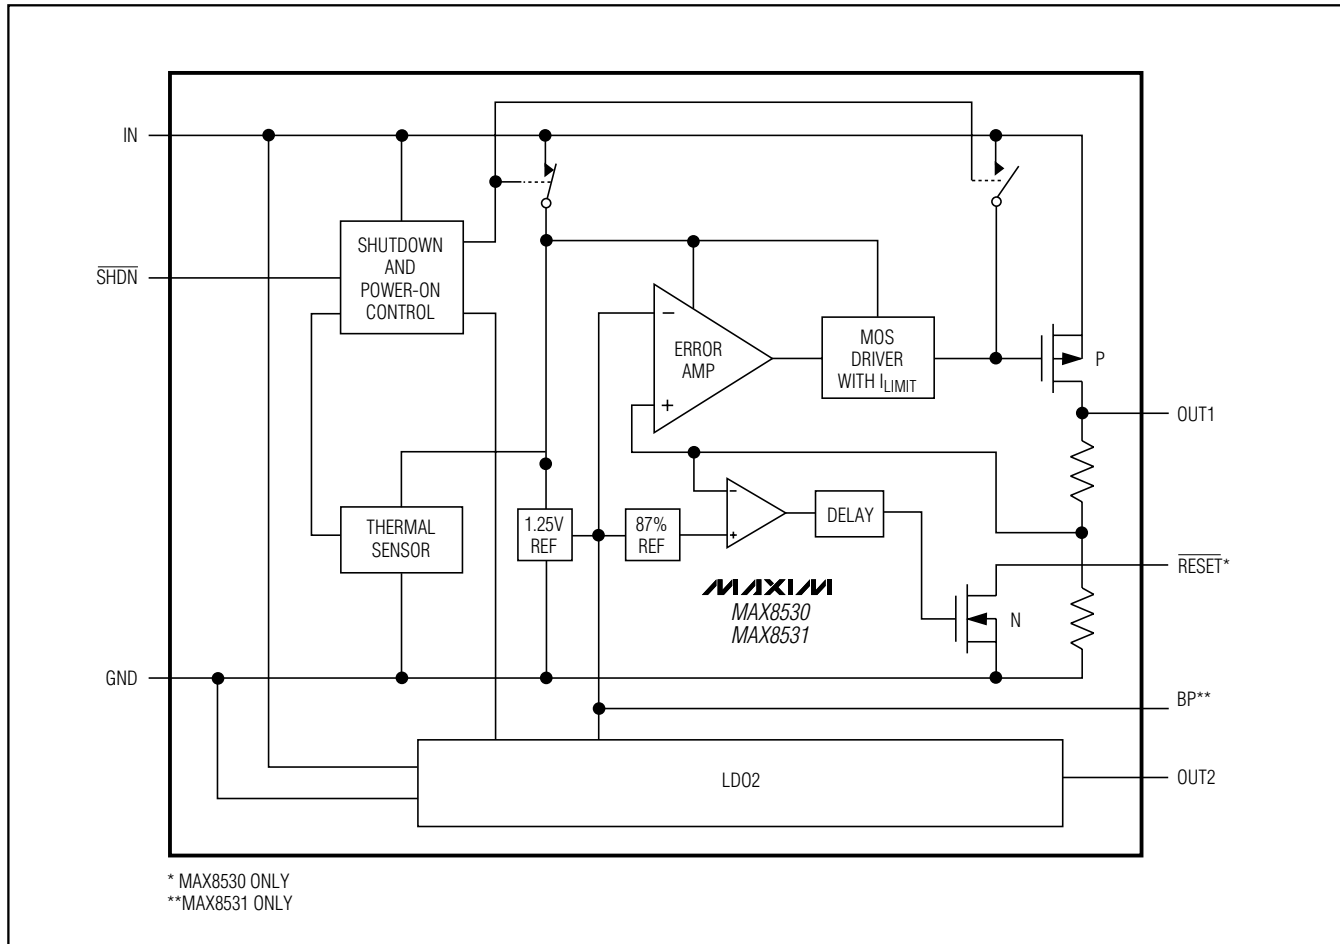 IN
SHUTDOWN
AND
POWER-ON
CONTROL
SHDN
ERROR
AMP
−
+
MOS
DRIVER
WITH ILIMIT
P
OUT1
THERMAL
SENSOR
1.25V
REF
87%
REF
−
+
DELAY
RESET*
N
MAXIM
MAX8530
MAX8531
GND
BP**
LDO2
OUT2
* MAX8530 ONLY
**MAX8531 ONLY